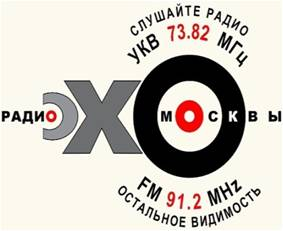 СЛУШАЙТЕ РАДИО
УКВ 73.82 МГц
РАДИО ЭХО МОСКВЫ
FM 91.2 MHz
ОСТАЛЬНОЕ ВИДИМОСТЬ